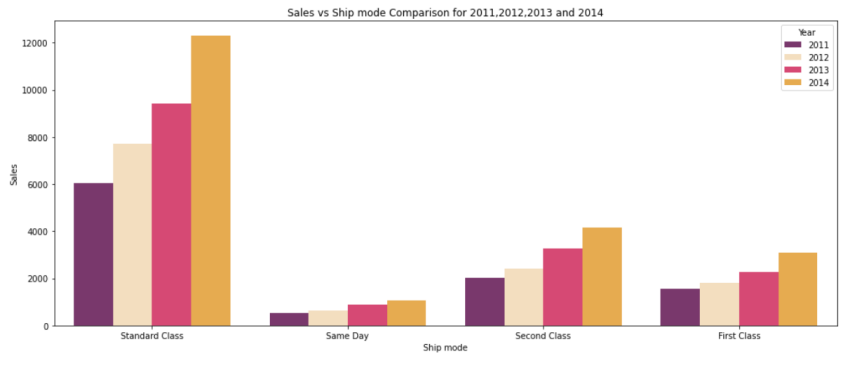 Sales vs Ship mode Comparison for 2011,2012,2013 and 2014
Year
2011
2012
2013
2014
12000
10000
8000
6000
4000
2000
0
Sales
Standard Class
Same Day
Second Class
First Class
Ship mode